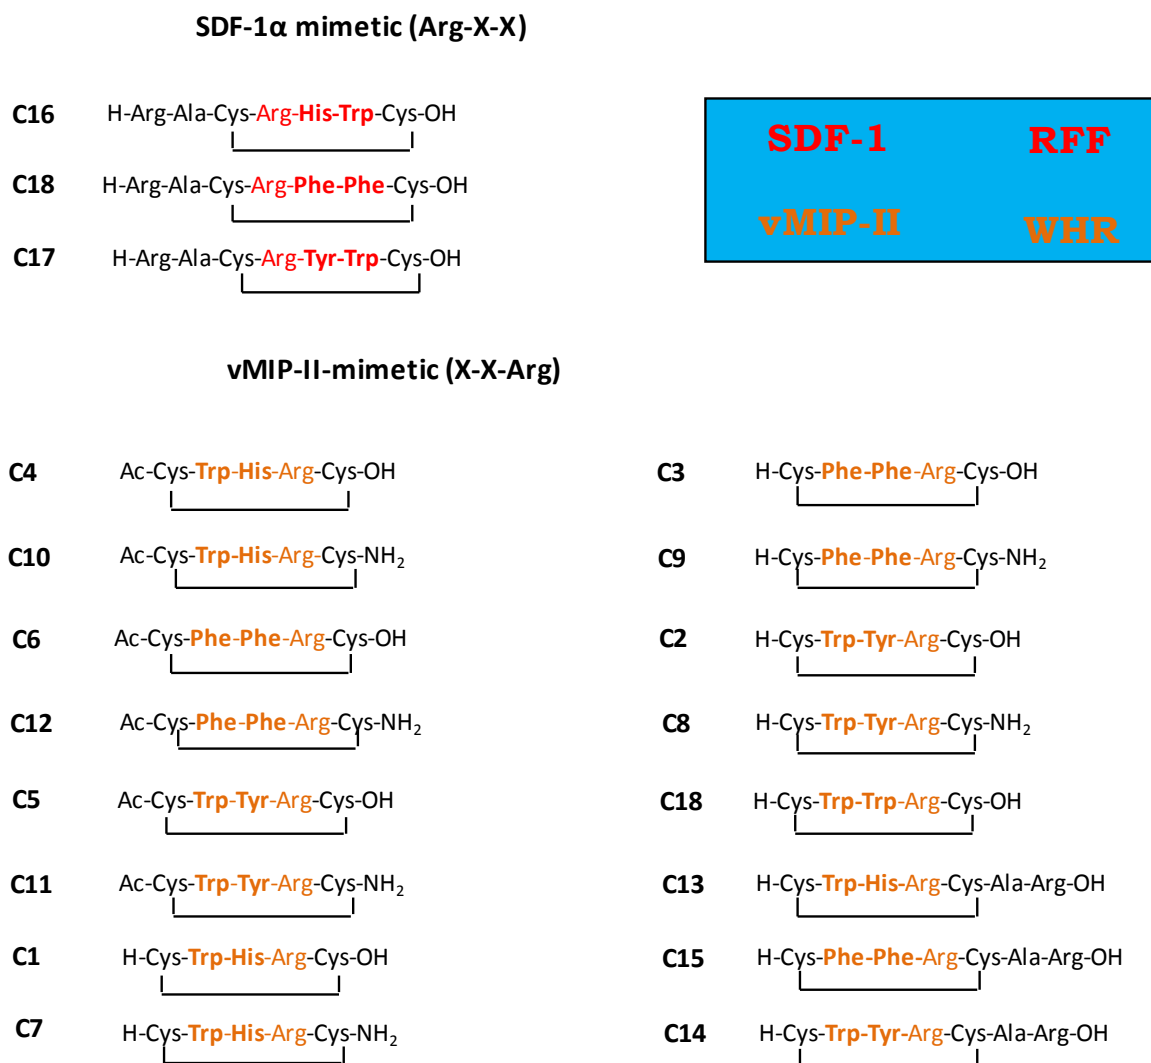 SDF-1α mimetic (Arg-X-X)
C16 H-Arg-Ala-Cys-Arg-His-Trp-Cys-OH
C18 H-Arg-Ala-Cys-Arg-Phe-Phe-Cys-OH
C17 H-Arg-Ala-Cys-Arg-Tyr-Trp-Cys-OH
SDF-1 RFF
vMIP-II WHR
vMIP-II-mimetic (X-X-Arg)
C4 Ac-Cys-Trp-His-Arg-Cys-OH
C10 Ac-Cys-Trp-His-Arg-Cys-NH₂
C6 Ac-Cys-Phe-Phe-Arg-Cys-OH
C12 Ac-Cys-Phe-Phe-Arg-Cys-NH₂
C5 Ac-Cys-Trp-Tyr-Arg-Cys-OH
C11 Ac-Cys-Trp-Tyr-Arg-Cys-NH₂
C1 H-Cys-Trp-His-Arg-Cys-OH
C7 H-Cys-Trp-His-Arg-Cys-NH₂
C3 H-Cys-Phe-Phe-Arg-Cys-OH
C9 H-Cys-Phe-Phe-Arg-Cys-NH₂
C2 H-Cys-Trp-Tyr-Arg-Cys-OH
C8 H-Cys-Trp-Tyr-Arg-Cys-NH₂
C18 H-Cys-Trp-Trp-Arg-Cys-OH
C13 H-Cys-Trp-His-Arg-Cys-Ala-Arg-OH
C15 H-Cys-Phe-Phe-Arg-Cys-Ala-Arg-OH
C14 H-Cys-Trp-Tyr-Arg-Cys-Ala-Arg-OH